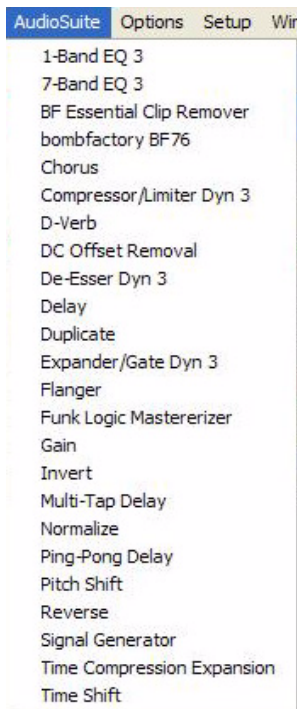 AudioSuite Options Setup
1-Band EQ 3
7-Band EQ 3
BF Essential Clip Remover
bombfactory BF76
Chorus
Compressor/Limiter Dyn 3
D-Verb
DC Offset Removal
De-Esser Dyn 3
Delay
Duplicate
Expander/Gate Dyn 3
Flanger
Funk Logic Mastererizer
Gain
Invert
Multi-Tap Delay
Normalize
Ping-Pong Delay
Pitch Shift
Reverse
Signal Generator
Time Compression Expansion
Time Shift